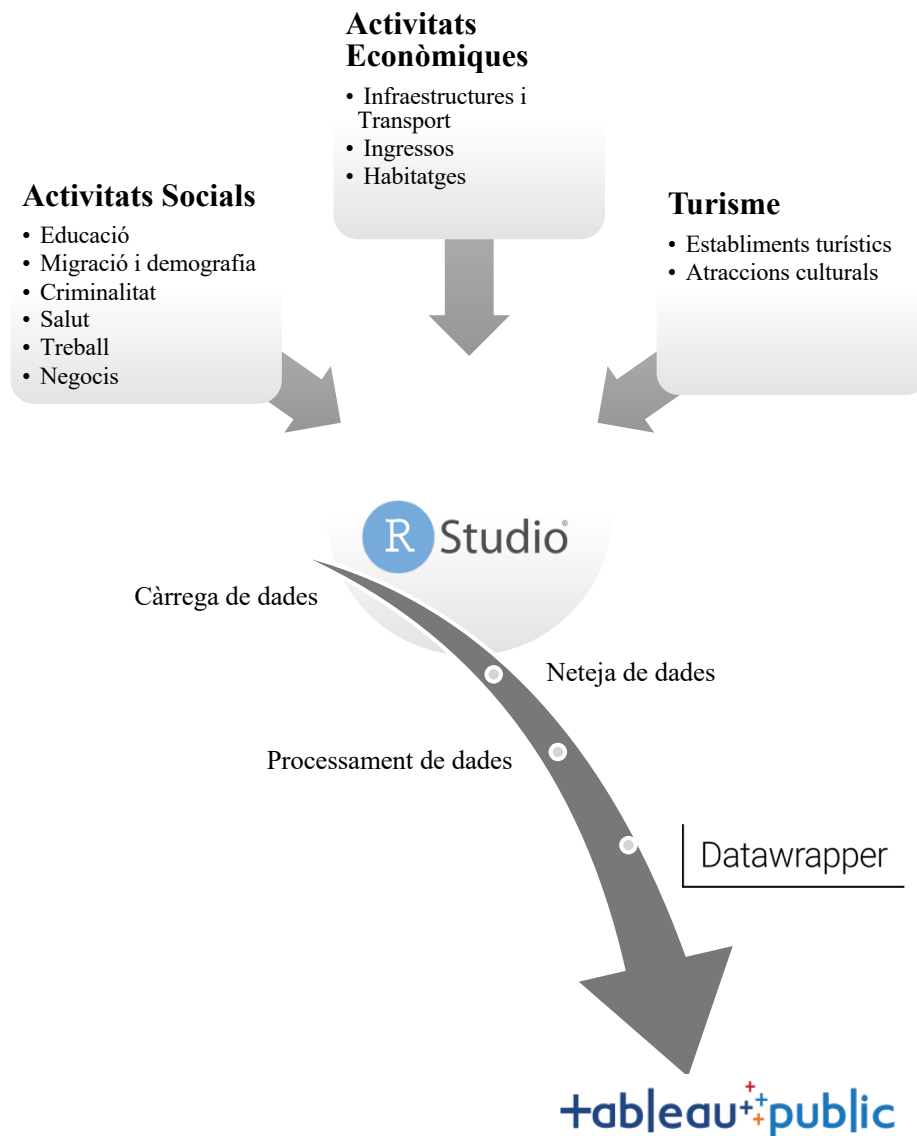 Activitats
Econòmiques
• Infraestructures i
Transport
• Ingressos
• Habitatges
Activitats Socials
• Educació
• Migració i demografia
• Criminalitat
• Salut
• Treball
• Negocis
Turisme
• Establiments turístics
• Atraccions culturals
R Studio®
Càrrega de dades
Neteja de dades
Processament de dades
Datawrapper
+ableau public